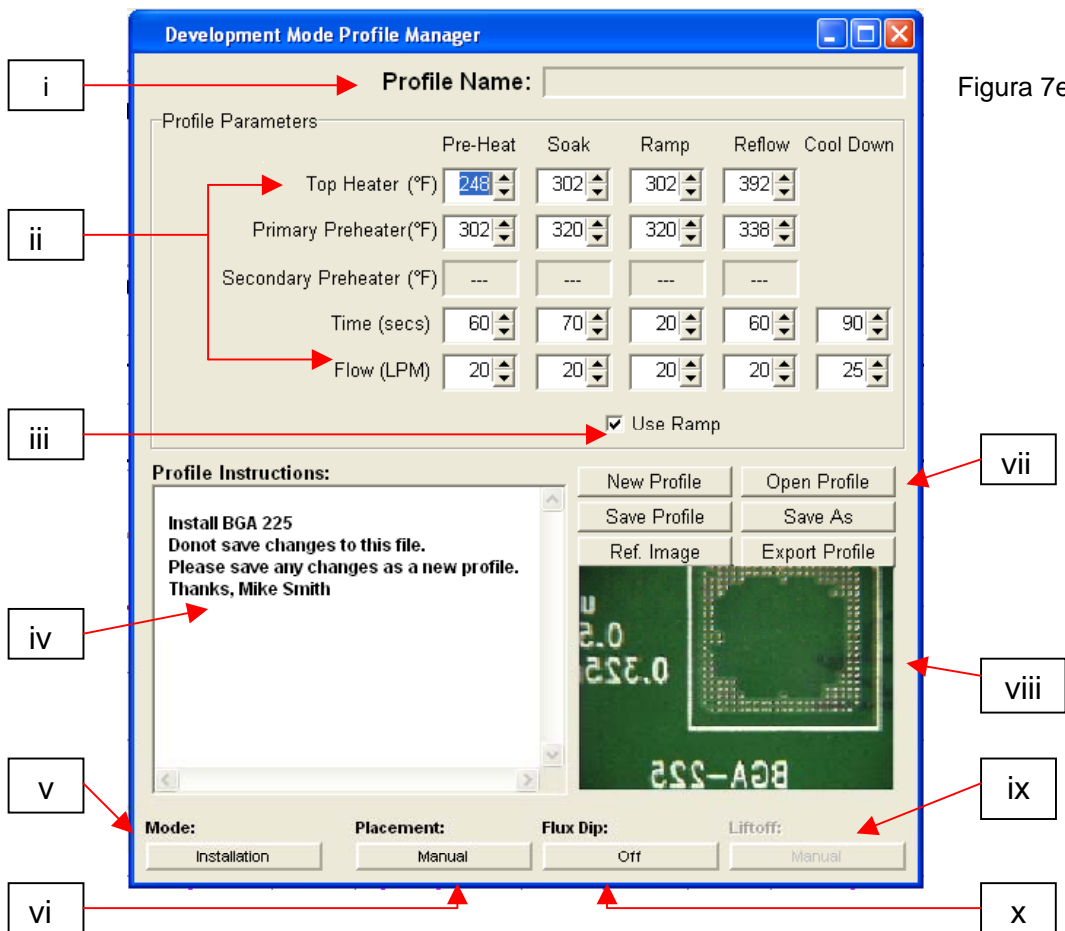 Development Mode Profile Manager
i
Profile Name:
Figura 7e
Profile Parameters
Pre-Heat Soak Ramp Reflow Cool Down
Top Heater (°F) 248 302 302 392
ii
Primary Preheater(°F) 302 320 320 338
Secondary Preheater (°F) --- --- --- ---
Time (secs) 60 70 20 60 90
Flow (LPM) 20 20 20 20 25
iii
Use Ramp
Profile Instructions:
vii
New Profile Open Profile
Save Profile Save As
Ref. Image Export Profile
Install BGA 225
Donot save changes to this file.
Please save any changes as a new profile.
Thanks, Mike Smith
iv
0.5
0.325
viii
BGA-225
v
ix
Mode: Placement: Flux Dip: Liftoff:
Installation Manual Off Manual
vi
x